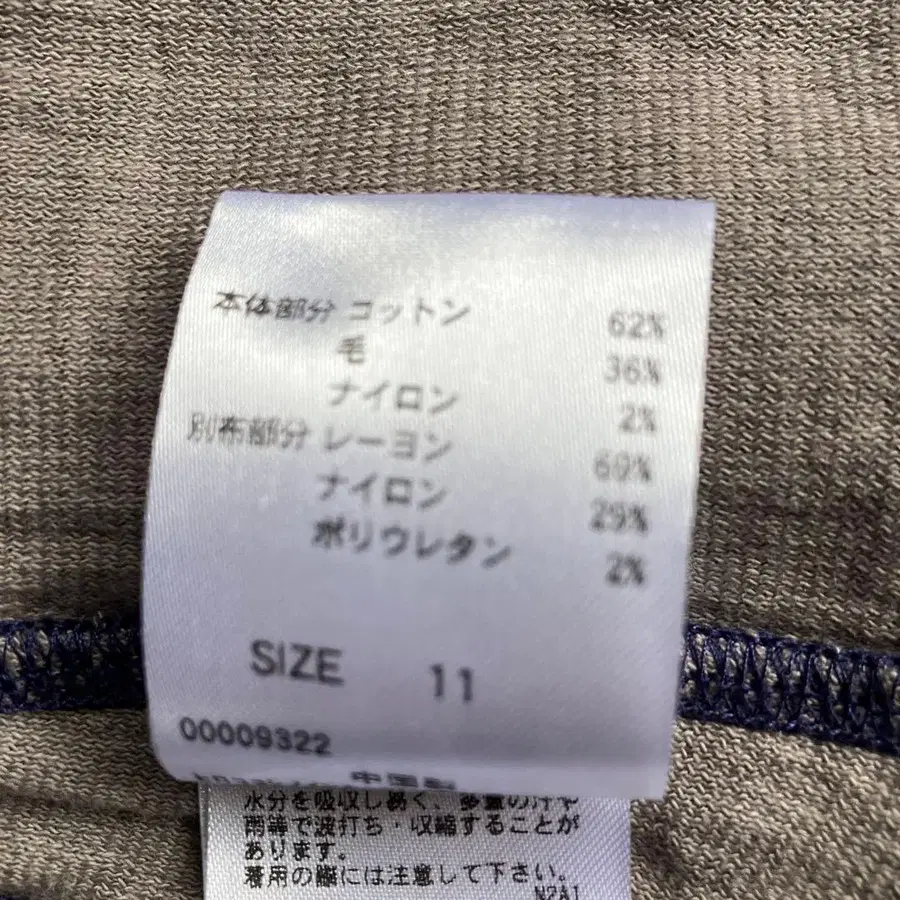 本体部分 コットン 62%
毛 36%
ナイロン 2%
別布部分 レーヨン 69%
ナイロン 29%
ポリウレタン 2%
SIZE 11
00009322
中国製
水分を吸収し易く、多量の汗や
雨等で波打ち・収縮することが
あります。
着用の際には注意して下さい。
N2A1